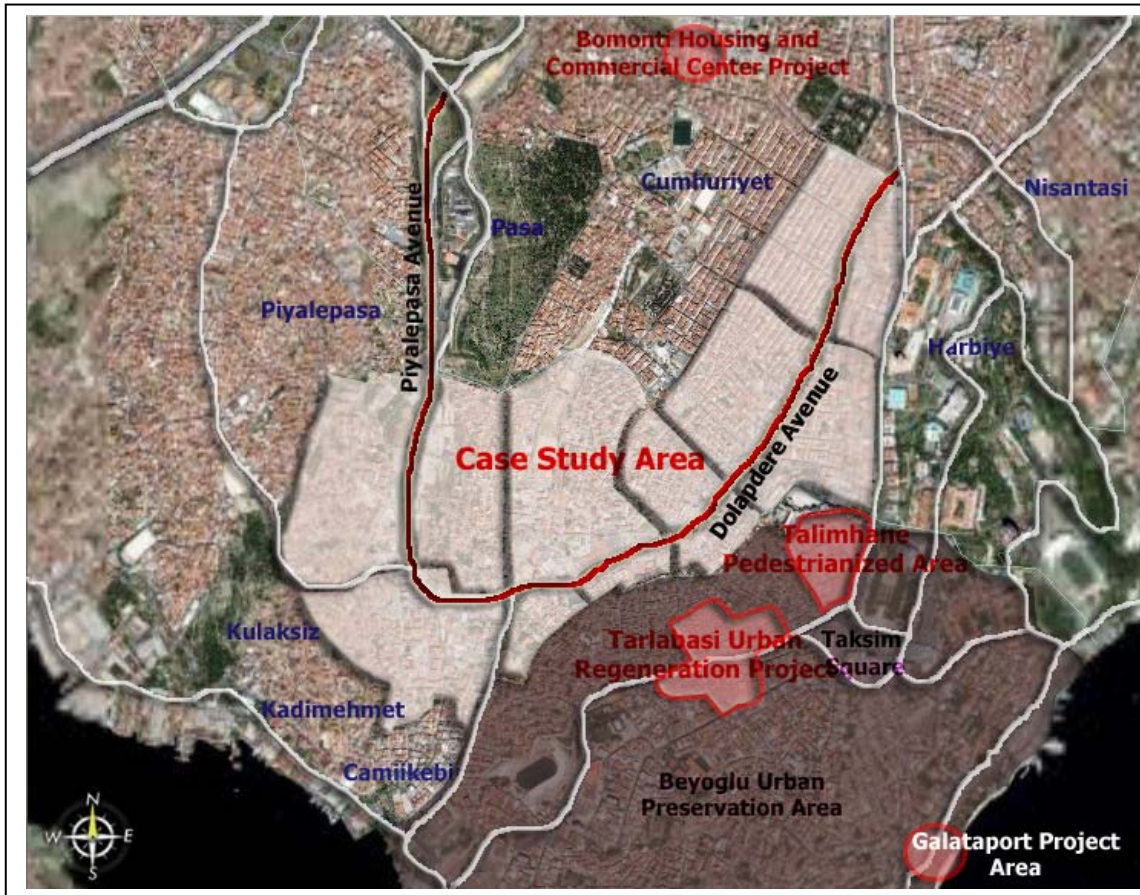 Bomonti Housing and
Commercial Center Project
Cumhuriyet
Nisantasi
Pasa
Piyalepasa Avenue
Piyalepasa
Harbiye
Case Study Area
Dolapdere Avenue
Talimhane
Pedestrianized Area
Kulaksiz
Tarlabasi Urban
Regeneration Project
Taksim
Square
Kadimehmet
Camiikebi
Beyoglu Urban
Preservation Area
N
W
E
S
Galataport Project
Area